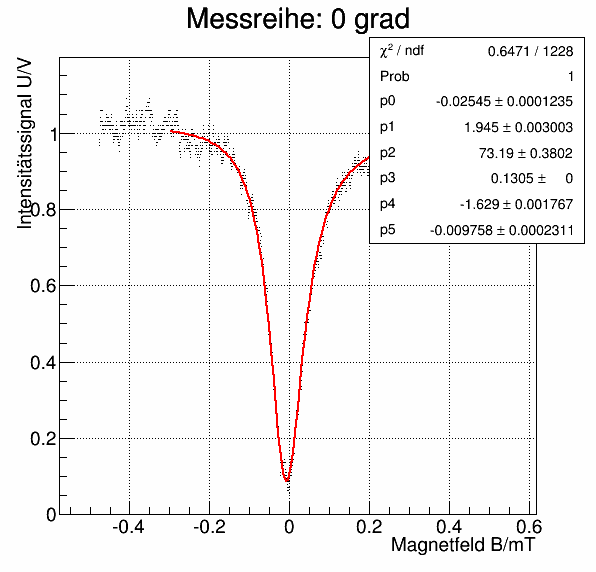 Messreihe: 0 grad
χ² / ndf 0.6471 / 1228
Prob 1
p0 -0.02545 ± 0.0001235
p1 1.945 ± 0.003003
p2 73.19 ± 0.3802
p3 0.1305 ± 0
p4 -1.629 ± 0.001767
p5 -0.009758 ± 0.0002311
Intensitätssignal U/V
1
0.8
0.6
0.4
0.2
0
-0.4 -0.2 0 0.2 0.4 0.6
Magnetfeld B/mT